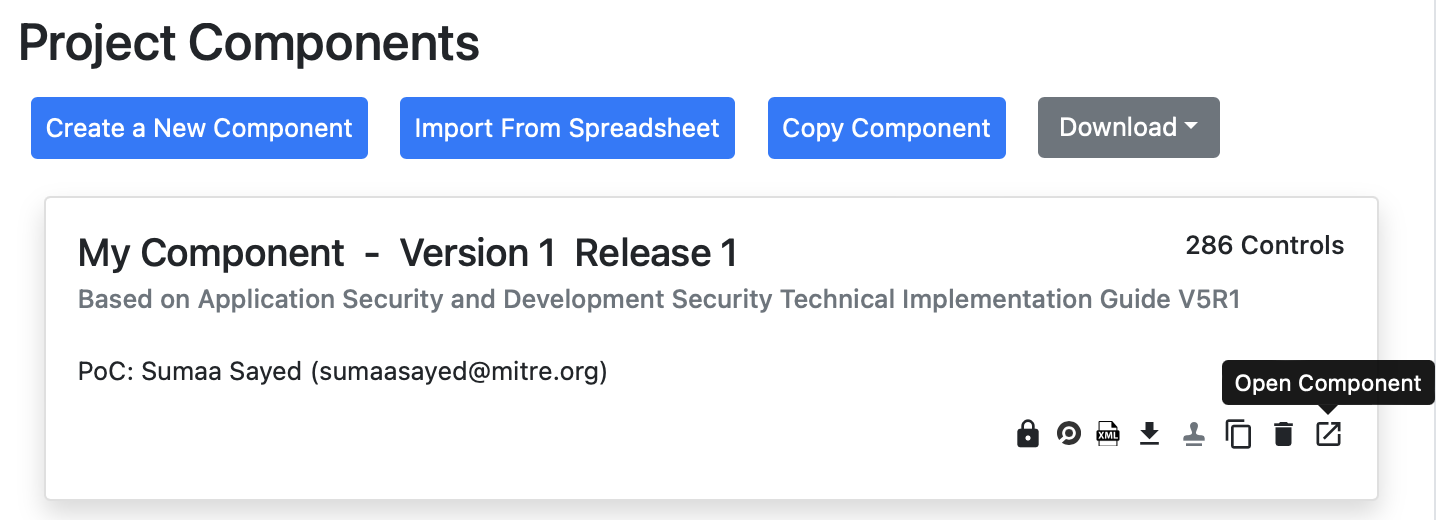 Project Components
Create a New Component
Import From Spreadsheet
Copy Component
Download
My Component - Version 1 Release 1
286 Controls
Based on Application Security and Development Security Technical Implementation Guide V5R1
PoC: Sumaa Sayed (sumaasayed@mitre.org)
Open Component
XML